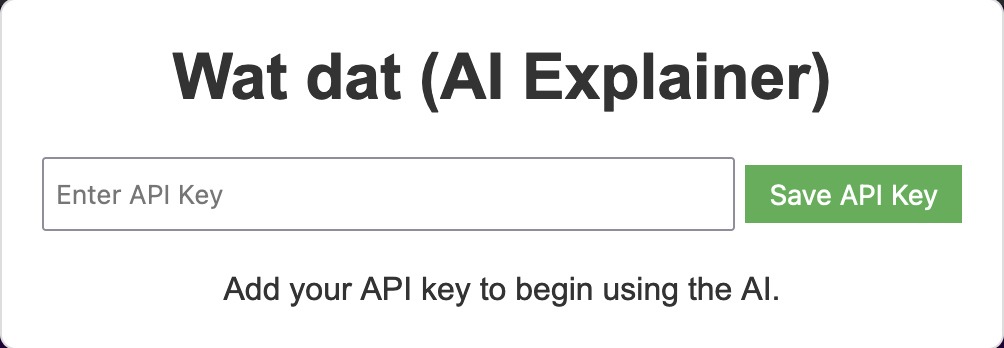 Wat dat (AI Explainer)
Enter API Key
Save API Key
Add your API key to begin using the AI.